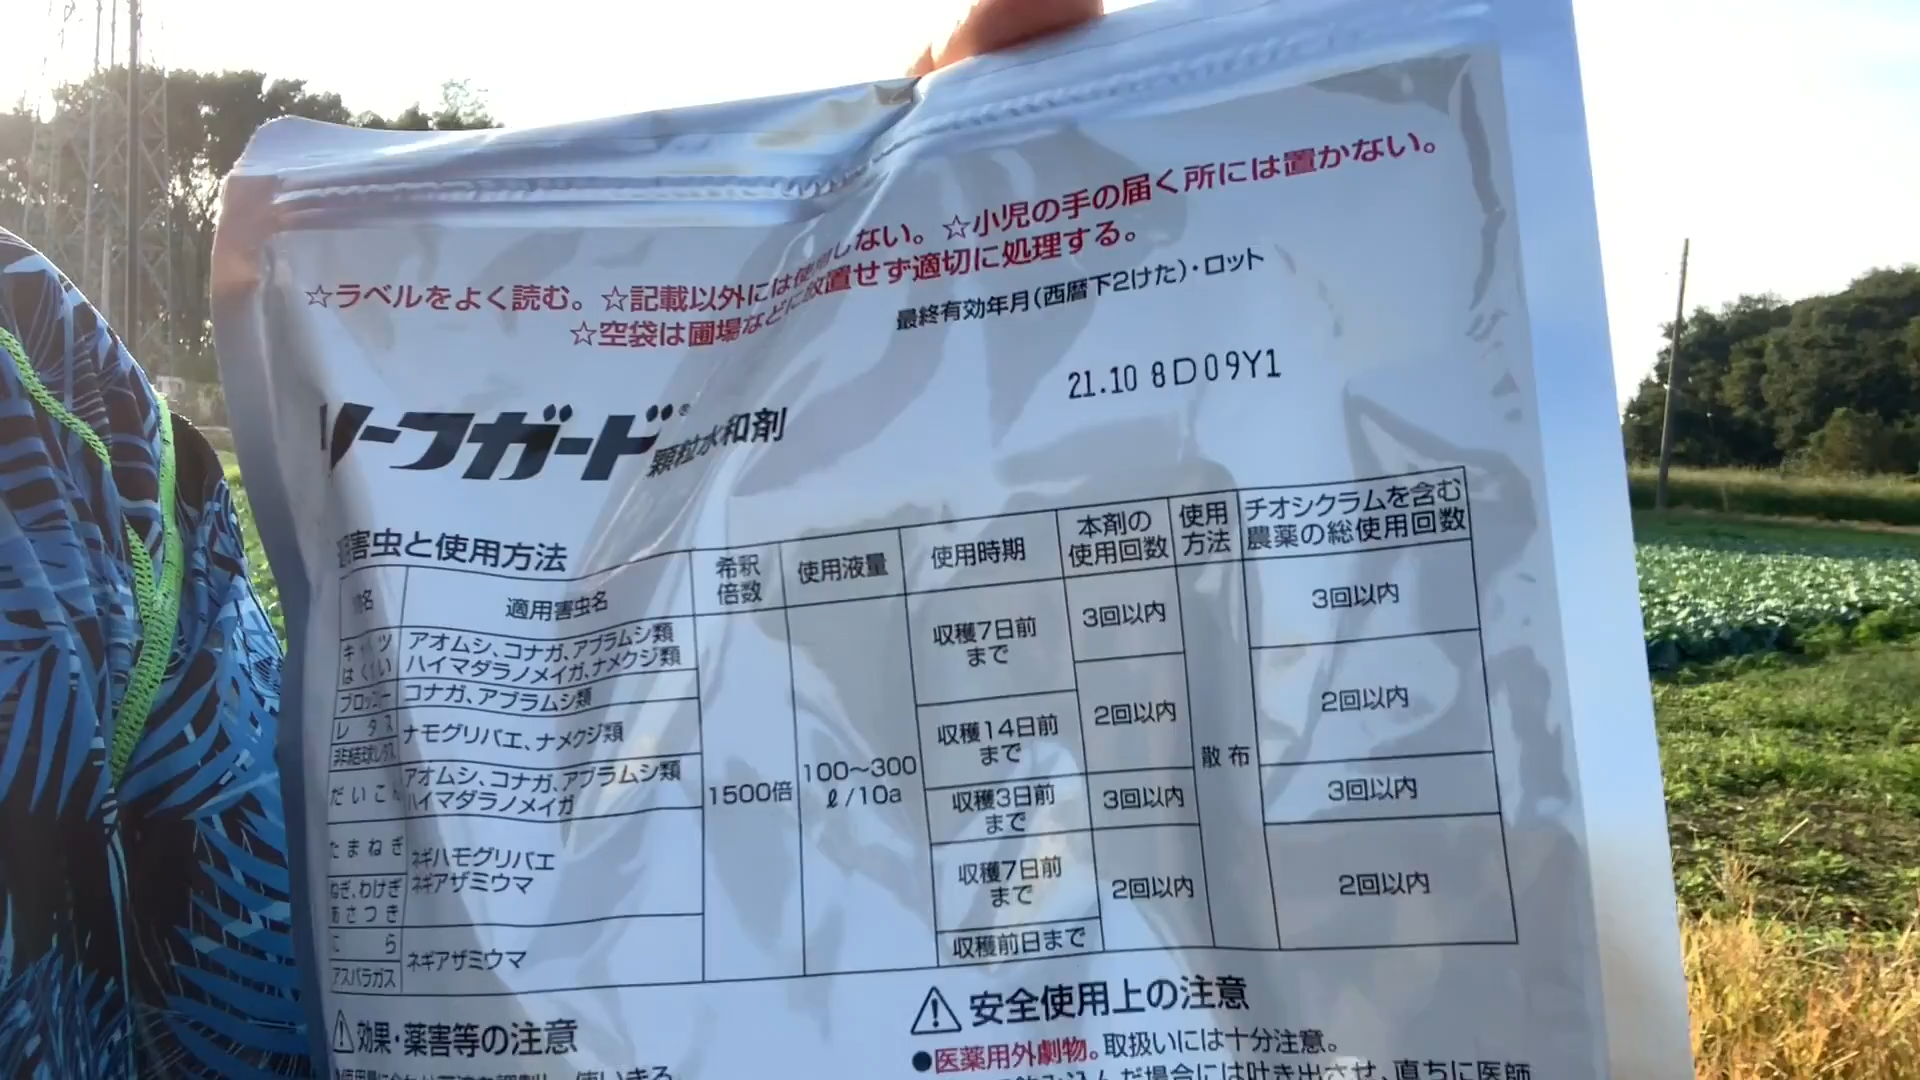 ☆ラベルをよく読む。☆記載以外には使用しない。☆小児の手の届く所には置かない。
☆空袋は圃場などに放置せず適切に処理する。
最終有効年月(西暦下2けた)・ロット
21.10 8D09Y1
リーフガード® 顆粒水和剤
害虫と使用方法
名 適用害虫名 希釈倍数 使用液量 使用時期 本剤の使用回数 使用方法 チオシクラムを含む農薬の総使用回数
キャベツ
はくさい
アオムシ、コナガ、アブラムシ類
ハイマダラノメイガ、ナメクジ類
ブロッコリー
コナガ、アブラムシ類
レタス
非結球レタス
ナモグリバエ、ナメクジ類
だいこん
アオムシ、コナガ、アブラムシ類
ハイマダラノメイガ
たまねぎ
ねぎ、わけぎ
あさつき
ネギハモグリバエ
ネギアザミウマ
にら
アスパラガス
ネギアザミウマ
1500倍
100〜300
ℓ/10a
収穫7日前
まで
収穫14日前
まで
収穫3日前
まで
収穫7日前
まで
収穫前日まで
3回以内
2回以内
3回以内
2回以内
散布
3回以内
2回以内
3回以内
2回以内
⚠効果・薬害等の注意
⚠安全使用上の注意
●医薬用外劇物。取扱いには十分注意。
場合には吐き出させ、直ちに医師